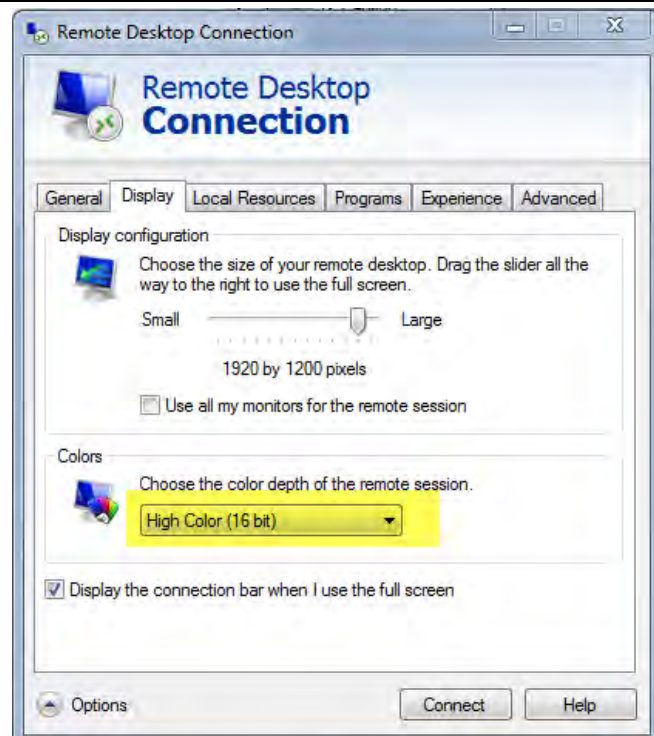 Remote Desktop Connection
Remote Desktop
Connection
General Display Local Resources Programs Experience Advanced
Display configuration
Choose the size of your remote desktop. Drag the slider all the
way to the right to use the full screen.
Small Large
1920 by 1200 pixels
Use all my monitors for the remote session
Colors
Choose the color depth of the remote session.
High Color (16 bit)
Display the connection bar when I use the full screen
Options Connect Help